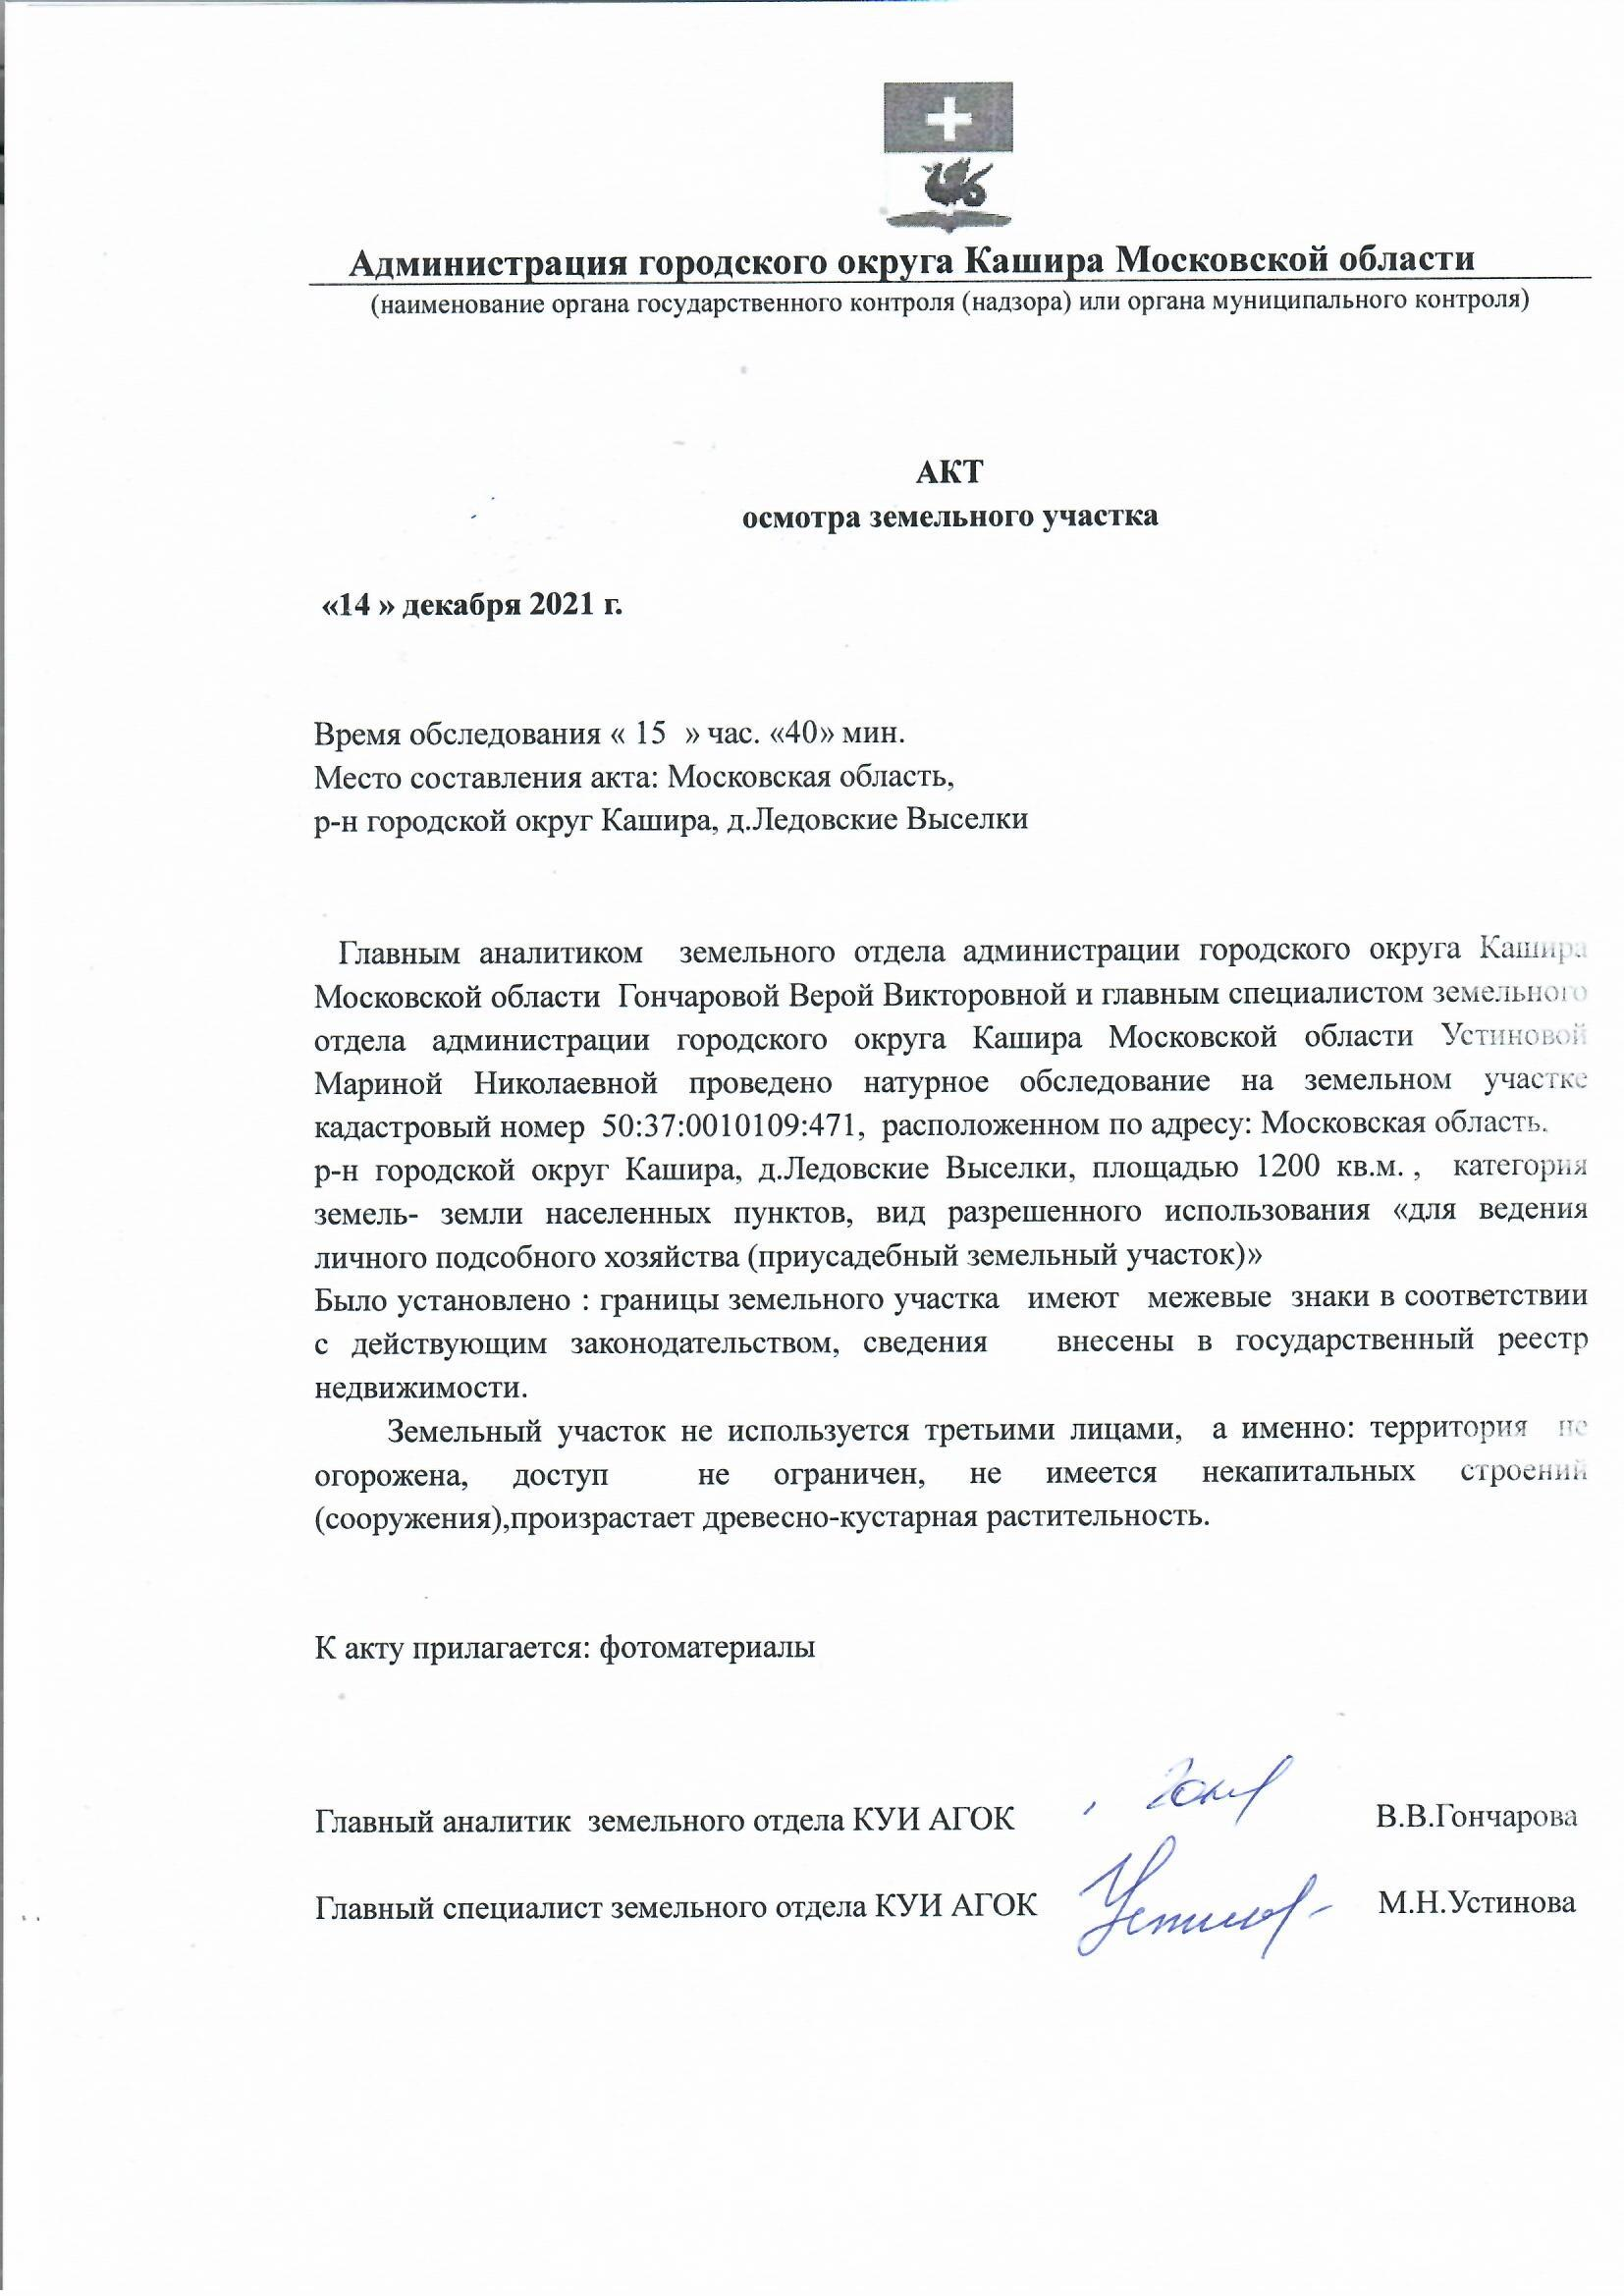 Администрация городского округа Кашира Московской области
(наименование органа государственного контроля (надзора) или органа муниципального контроля)
АКТ
осмотра земельного участка
«14 » декабря 2021 г.
Время обследования « 15 » час. «40» мин.
Место составления акта: Московская область,
р-н городской округ Кашира, д.Ледовские Выселки
Главным аналитиком земельного отдела администрации городского округа Кашира
Московской области Гончаровой Верой Викторовной и главным специалистом земельного
отдела администрации городского округа Кашира Московской области Устиновой
Мариной Николаевной проведено натурное обследование на земельном участке
кадастровый номер 50:37:0010109:471, расположенном по адресу: Московская область.
р-н городской округ Кашира, д.Ледовские Выселки, площадью 1200 кв.м. , категория
земель- земли населенных пунктов, вид разрешенного использования «для ведения
личного подсобного хозяйства (приусадебный земельный участок)»
Было установлено : границы земельного участка имеют межевые знаки в соответствии
с действующим законодательством, сведения внесены в государственный реестр
недвижимости.
Земельный участок не используется третьими лицами, а именно: территория не
огорожена, доступ не ограничен, не имеется некапитальных строений
(сооружения),произрастает древесно-кустарная растительность.
К акту прилагается: фотоматериалы
Главный аналитик земельного отдела КУИ АГОК В.В.Гончарова
Главный специалист земельного отдела КУИ АГОК М.Н.Устинова